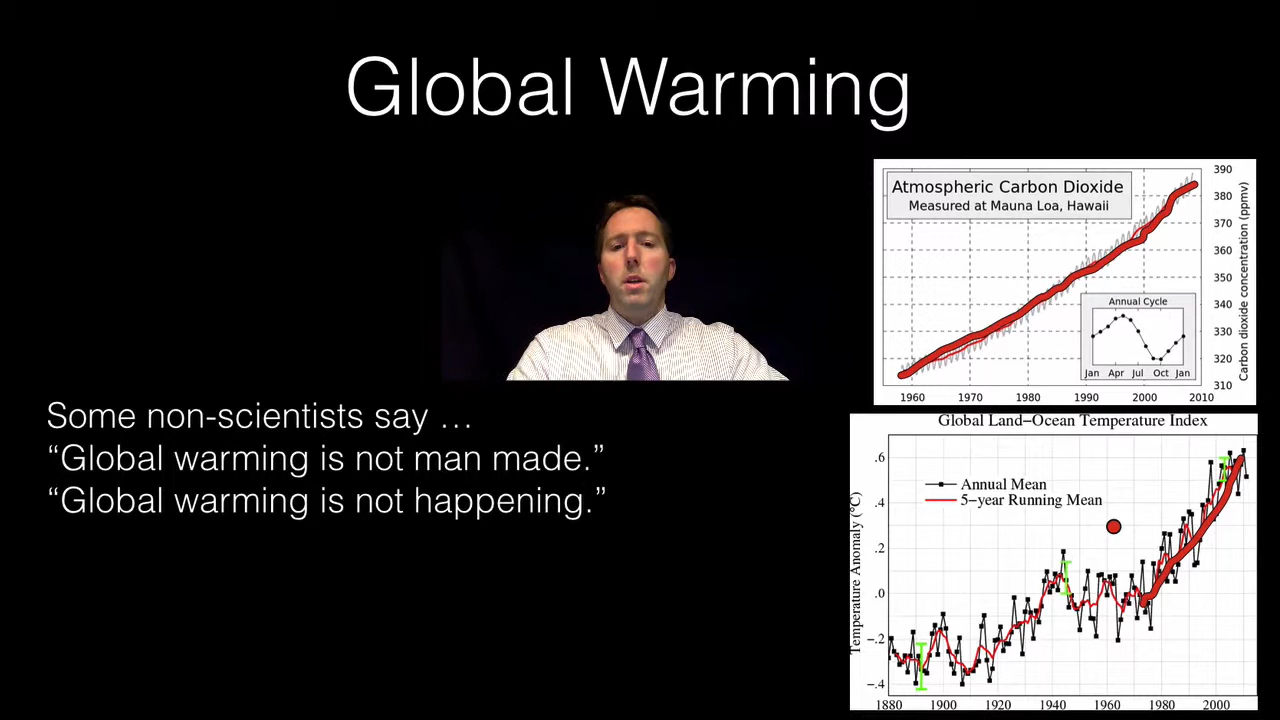 Global Warming
Some non-scientists say …
“Global warming is not man made.”
“Global warming is not happening.”
Atmospheric Carbon Dioxide
Measured at Mauna Loa, Hawaii
390
380
370
360
350
340
330
320
310
Carbon dioxide concentration (ppmv)
Annual Cycle
Jan Apr Jul Oct Jan
1960 1970 1980 1990 2000 2010
Global Land−Ocean Temperature Index
Annual Mean
5−year Running Mean
Temperature Anomaly (°C)
.6
.4
.2
.0
−.2
−.4
1880 1900 1920 1940 1960 1980 2000